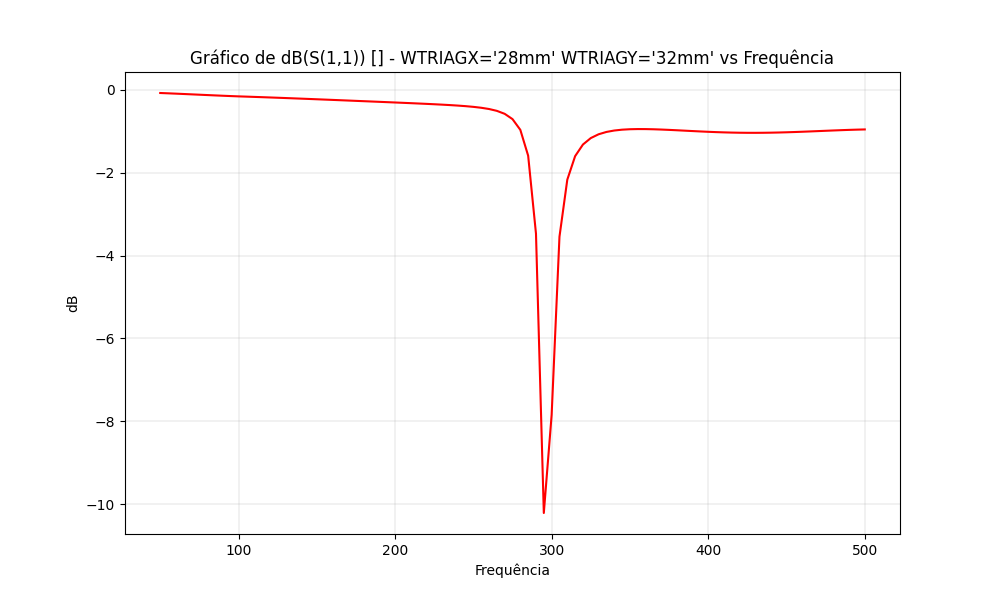 Gráfico de dB(S(1,1)) [] - WTRIAGX='28mm' WTRIAGY='32mm' vs Frequência
0
−2
−4
−6
−8
−10
dB
100 200 300 400 500
Frequência